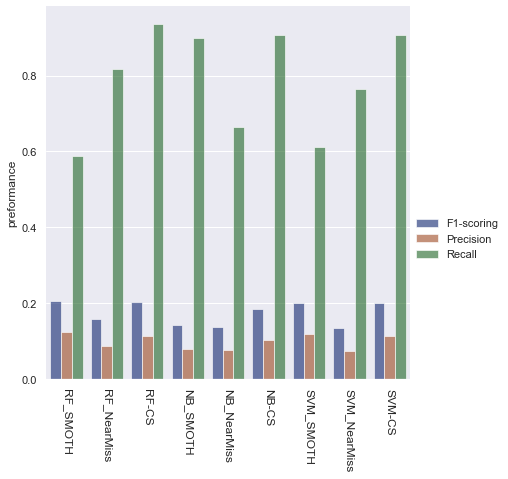 preformance
0.8
0.6
0.4
0.2
0.0
RF_SMOTH
RF_NearMiss
RF-CS
NB_SMOTH
NB_NearMiss
NB-CS
SVM_SMOTH
SVM_NearMiss
SVM-CS
F1-scoring
Precision
Recall